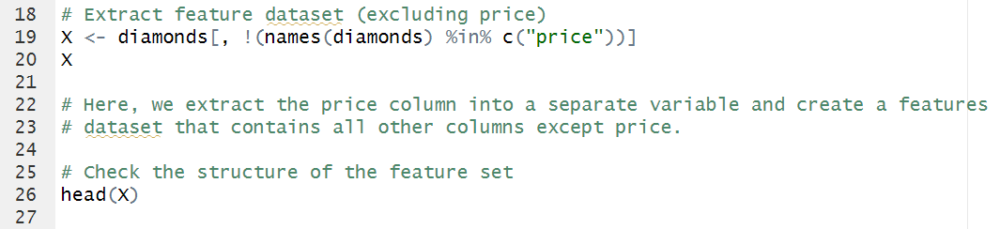 18 # Extract feature dataset (excluding price)
19 X <- diamonds[, !(names(diamonds) %in% c("price"))]
20 X
21
22 # Here, we extract the price column into a separate variable and create a features
23 # dataset that contains all other columns except price.
24
25 # Check the structure of the feature set
26 head(X)
27